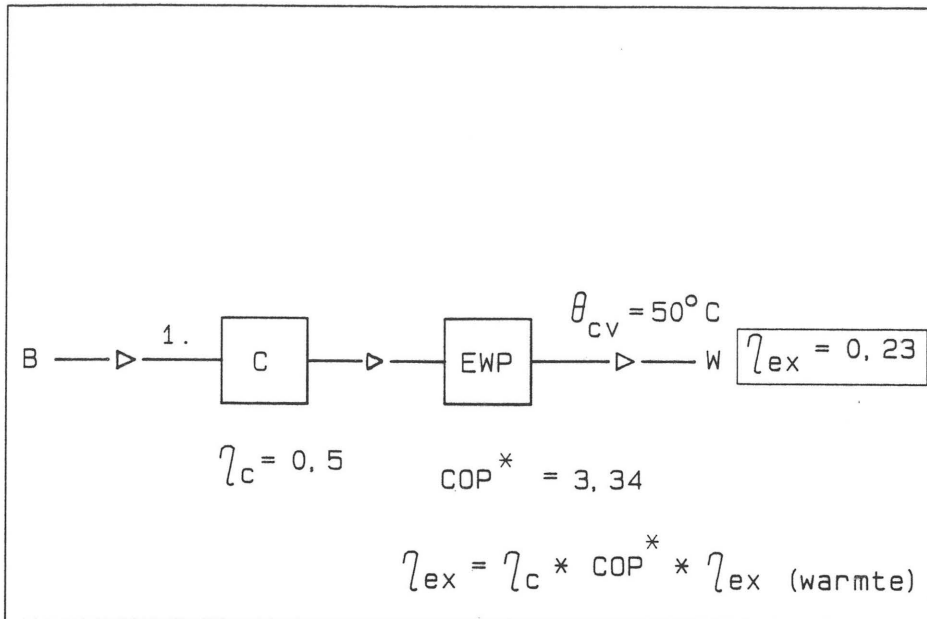 θcv = 50°C
B 1. C EWP W ηex = 0,23
ηc = 0,5 COP* = 3,34
ηex = ηc * COP* * ηex (warmte)